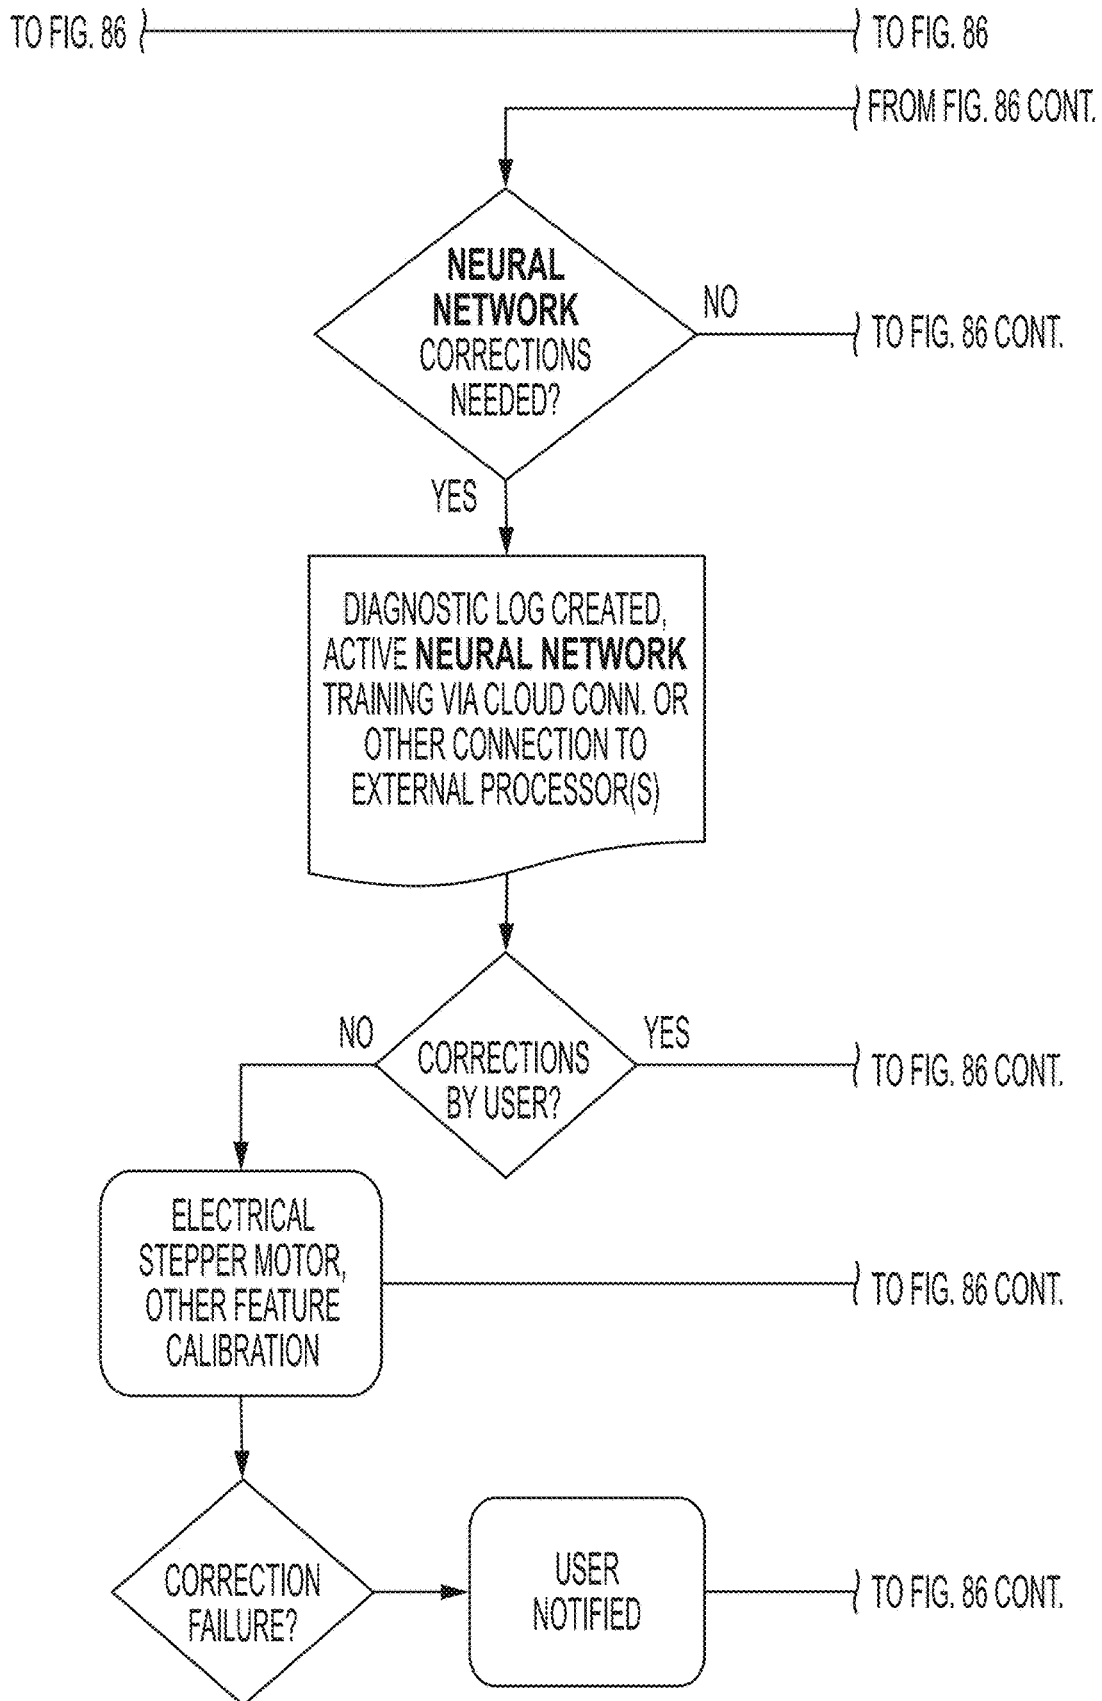 TO FIG. 86
TO FIG. 86
FROM FIG. 86 CONT.
NEURAL
NETWORK
CORRECTIONS
NEEDED?
NO
TO FIG. 86 CONT.
YES
DIAGNOSTIC LOG CREATED,
ACTIVE NEURAL NETWORK
TRAINING VIA CLOUD CONN. OR
OTHER CONNECTION TO
EXTERNAL PROCESSOR(S)
NO
CORRECTIONS
BY USER?
YES
TO FIG. 86 CONT.
ELECTRICAL
STEPPER MOTOR,
OTHER FEATURE
CALIBRATION
TO FIG. 86 CONT.
CORRECTION
FAILURE?
USER
NOTIFIED
TO FIG. 86 CONT.